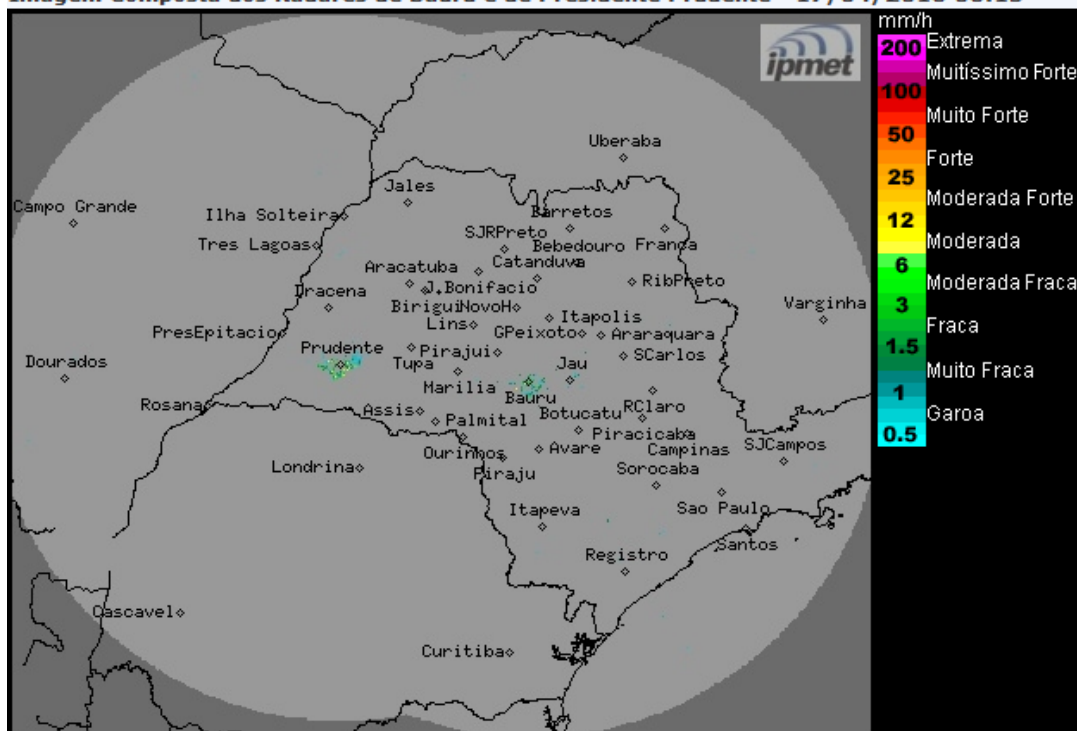 ipmet
mm/h
200 Extrema
Muitíssimo Forte
100
Muito Forte
50
Forte
25
Moderada Forte
12
Moderada
6
Moderada Fraca
3
Fraca
1.5
Muito Fraca
1
Garoa
0.5
Uberaba
Jales
Campo Grande
Ilha Solteira
Barretos
Tres Lagoas
SJRPreto
Franca
Bebedouro
Aracatuba
Catanduva
Dracena
J.Bonifacio
RibPreto
Varginha
Birigui
NovoH
Itapolis
PresEpitacio
Lins
GPeixoto
Araraquara
Prudente
Dourados
Tupa
Pirajui
Jau
SCarlos
Marilia
Bauru
Rosana
Assis
Palmital
Botucatu
RClaro
Piracicaba
SJCampos
Ourinhos
Avare
Campinas
Londrina
Piraju
Sorocaba
Itapeva
Sao Paulo
Santos
Registro
Cascavel
Curitiba